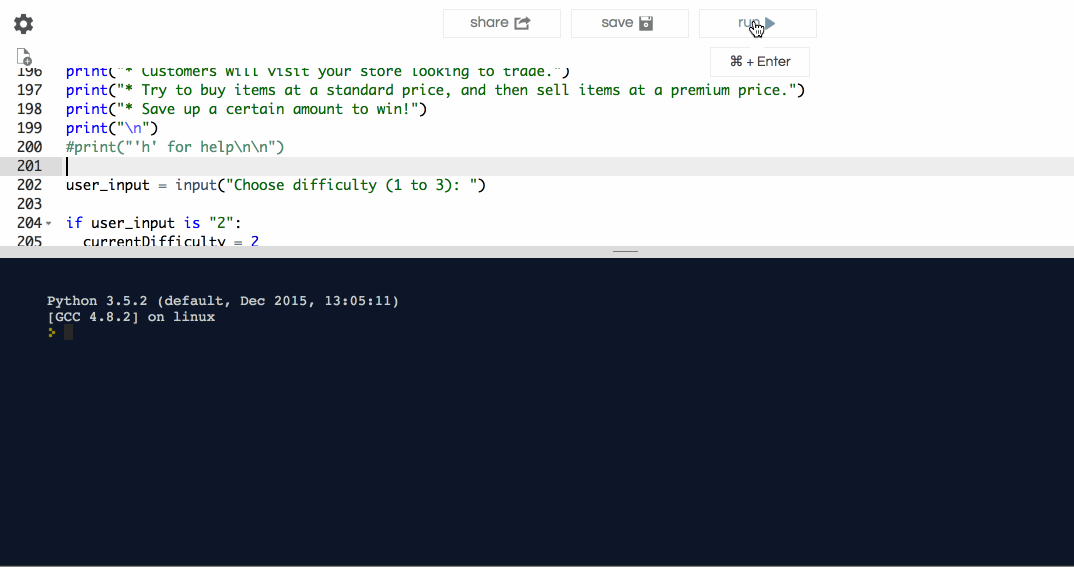 share save run
⌘ + Enter
196 print("* Customers will visit your store looking to trade.")
197 print("* Try to buy items at a standard price, and then sell items at a premium price.")
198 print("* Save up a certain amount to win!")
199 print("\n")
200 #print("'h' for help\n\n")
201
202 user_input = input("Choose difficulty (1 to 3): ")
203
204 if user_input is "2":
205 currentDifficulty = 2
Python 3.5.2 (default, Dec 2015, 13:05:11)
[GCC 4.8.2] on linux